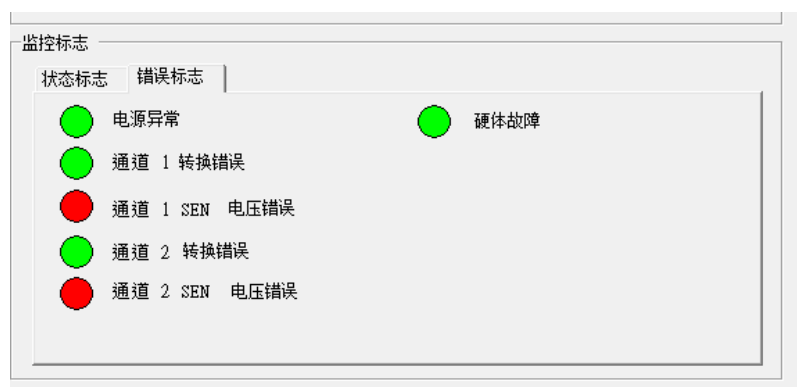 监控标志
状态标志 错误标志
电源异常 硬体故障
通道 1 转换错误
通道 1 SEN 电压错误
通道 2 转换错误
通道 2 SEN 电压错误